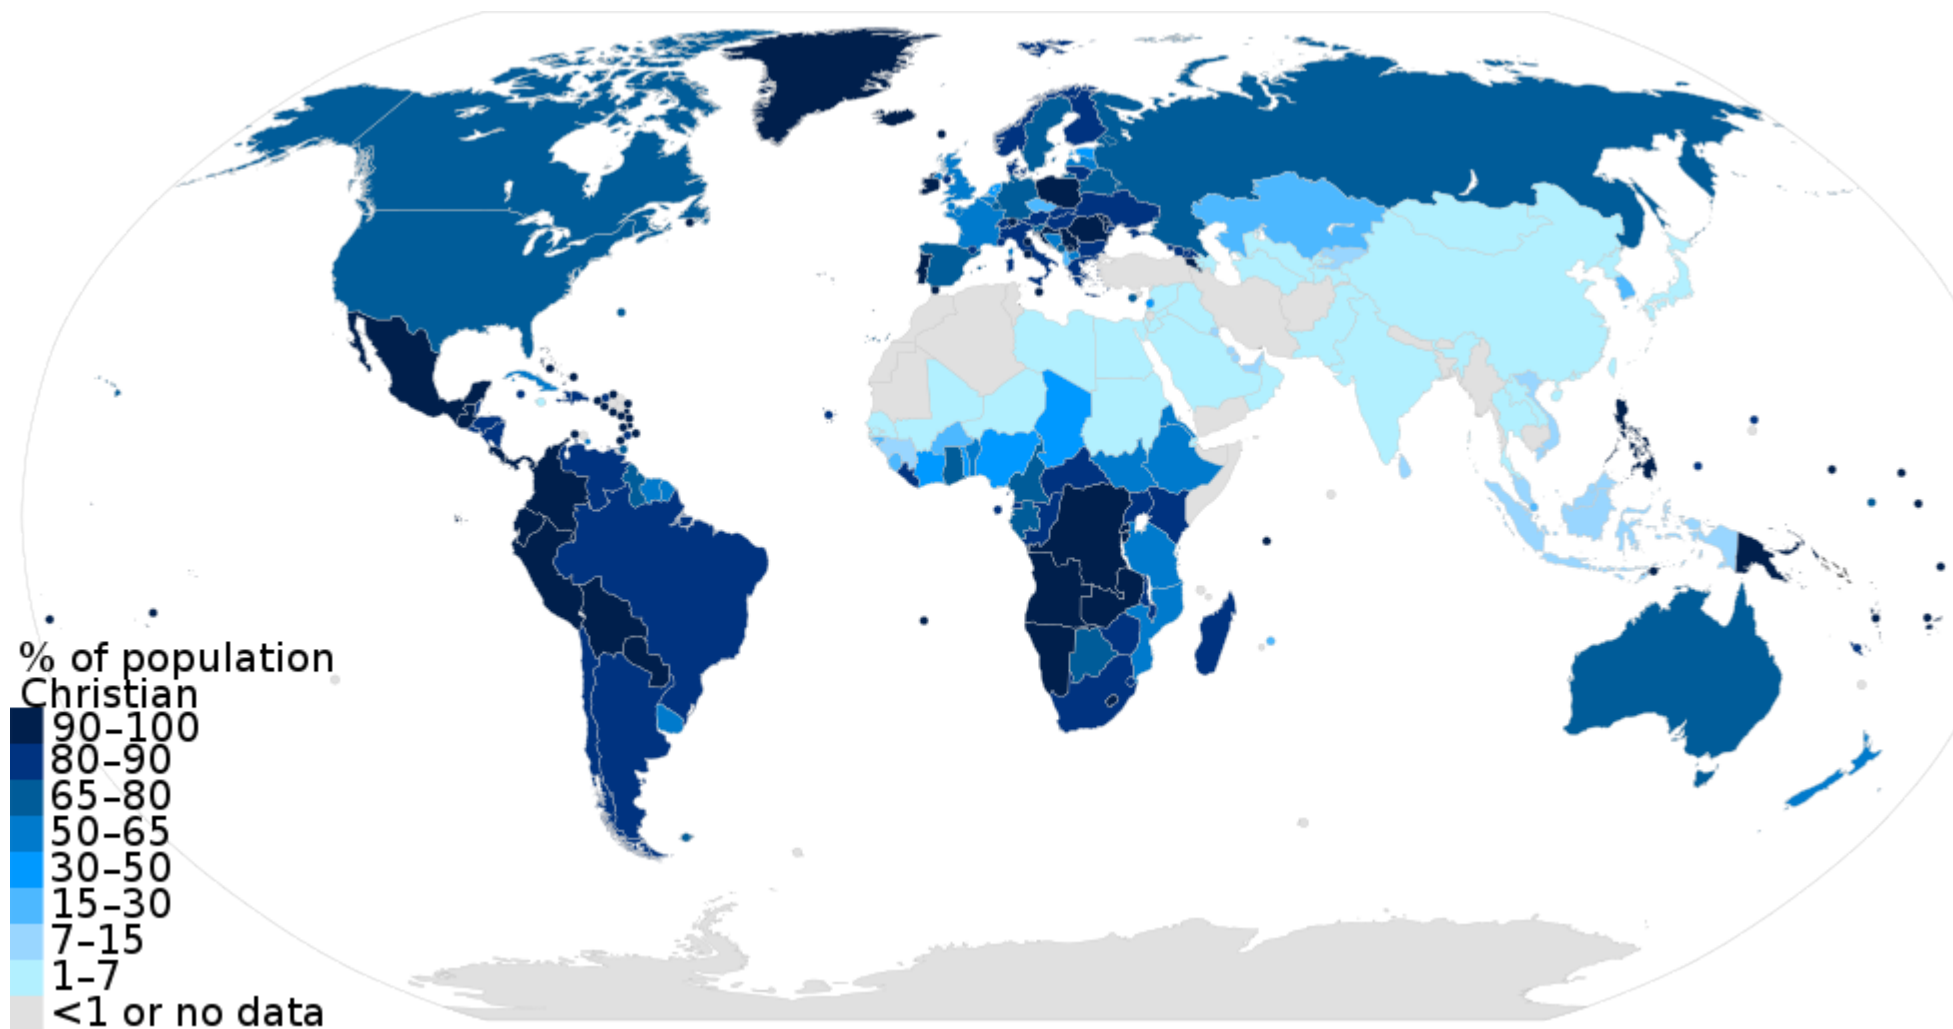 % of population
Christian
90–100
80–90
65–80
50–65
30–50
15–30
7–15
1–7
<1 or no data